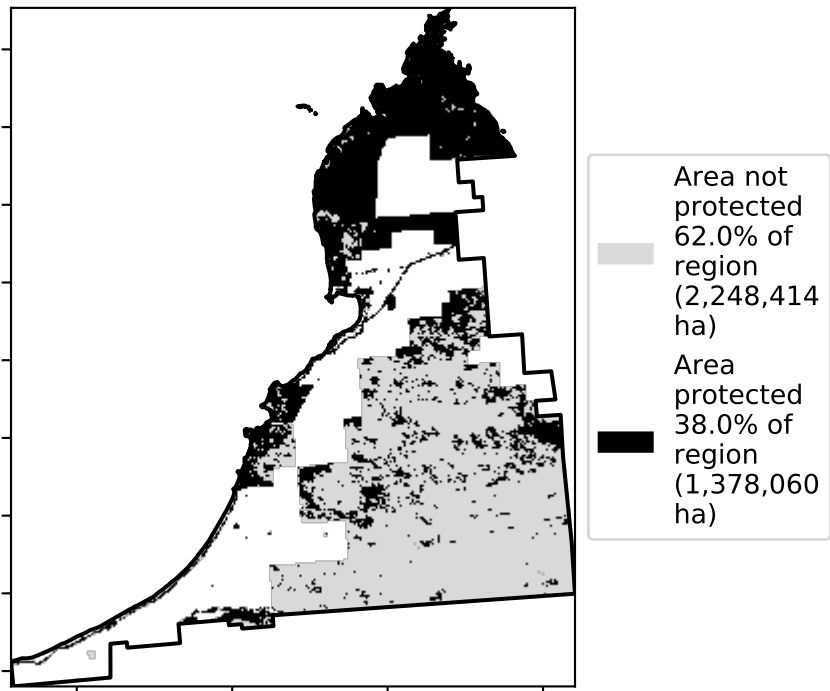 Area not
protected
62.0% of
region
(2,248,414
ha)
Area
protected
38.0% of
region
(1,378,060
ha)